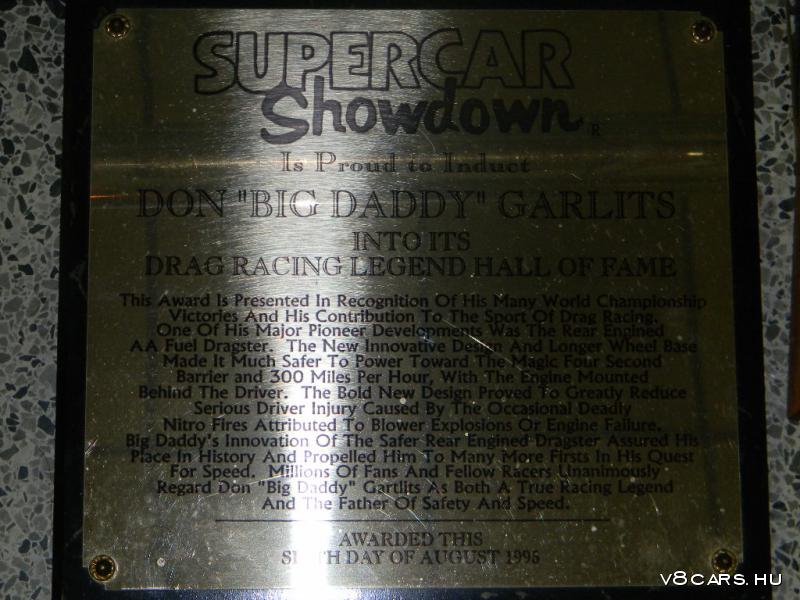 SUPERCAR
Showdown R
Is Proud to Induct
DON "BIG DADDY" GARLITS
INTO ITS
DRAG RACING LEGEND HALL OF FAME
This Award Is Presented In Recognition Of His Many World Championship
Victories And His Contribution To The Sport Of Drag Racing.
One Of His Major Pioneer Developments Was The Rear Engined
AA Fuel Dragster. The New Innovative Design And Longer Wheel Base
Made It Much Safer To Power Toward The Magic Four Second
Barrier and 300 Miles Per Hour, With The Engine Mounted
Behind The Driver. The Bold New Design Proved To Greatly Reduce
Serious Driver Injury Caused By The Occasional Deadly
Nitro Fires Attributed To Blower Explosions Or Engine Failure.
Big Daddy's Innovation Of The Safer Rear Engined Dragster Assured His
Place In History And Propelled Him To Many More Firsts In His Quest
For Speed. Millions Of Fans And Fellow Racers Unanimously
Regard Don "Big Daddy" Gartlits As Both A True Racing Legend
And The Father Of Safety And Speed.
AWARDED THIS
DAY OF AUGUST
V8CARS.HU